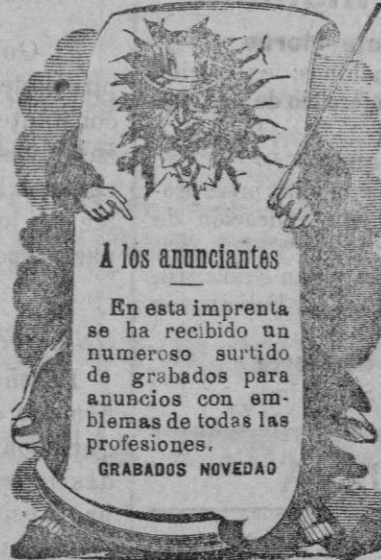 A los anunciantes
En esta imprenta
se ha recibido un
numeroso surtido
de grabados para
anuncios con em-
blemas de todas las
profesiones.
GRABADOS NOVEDAD